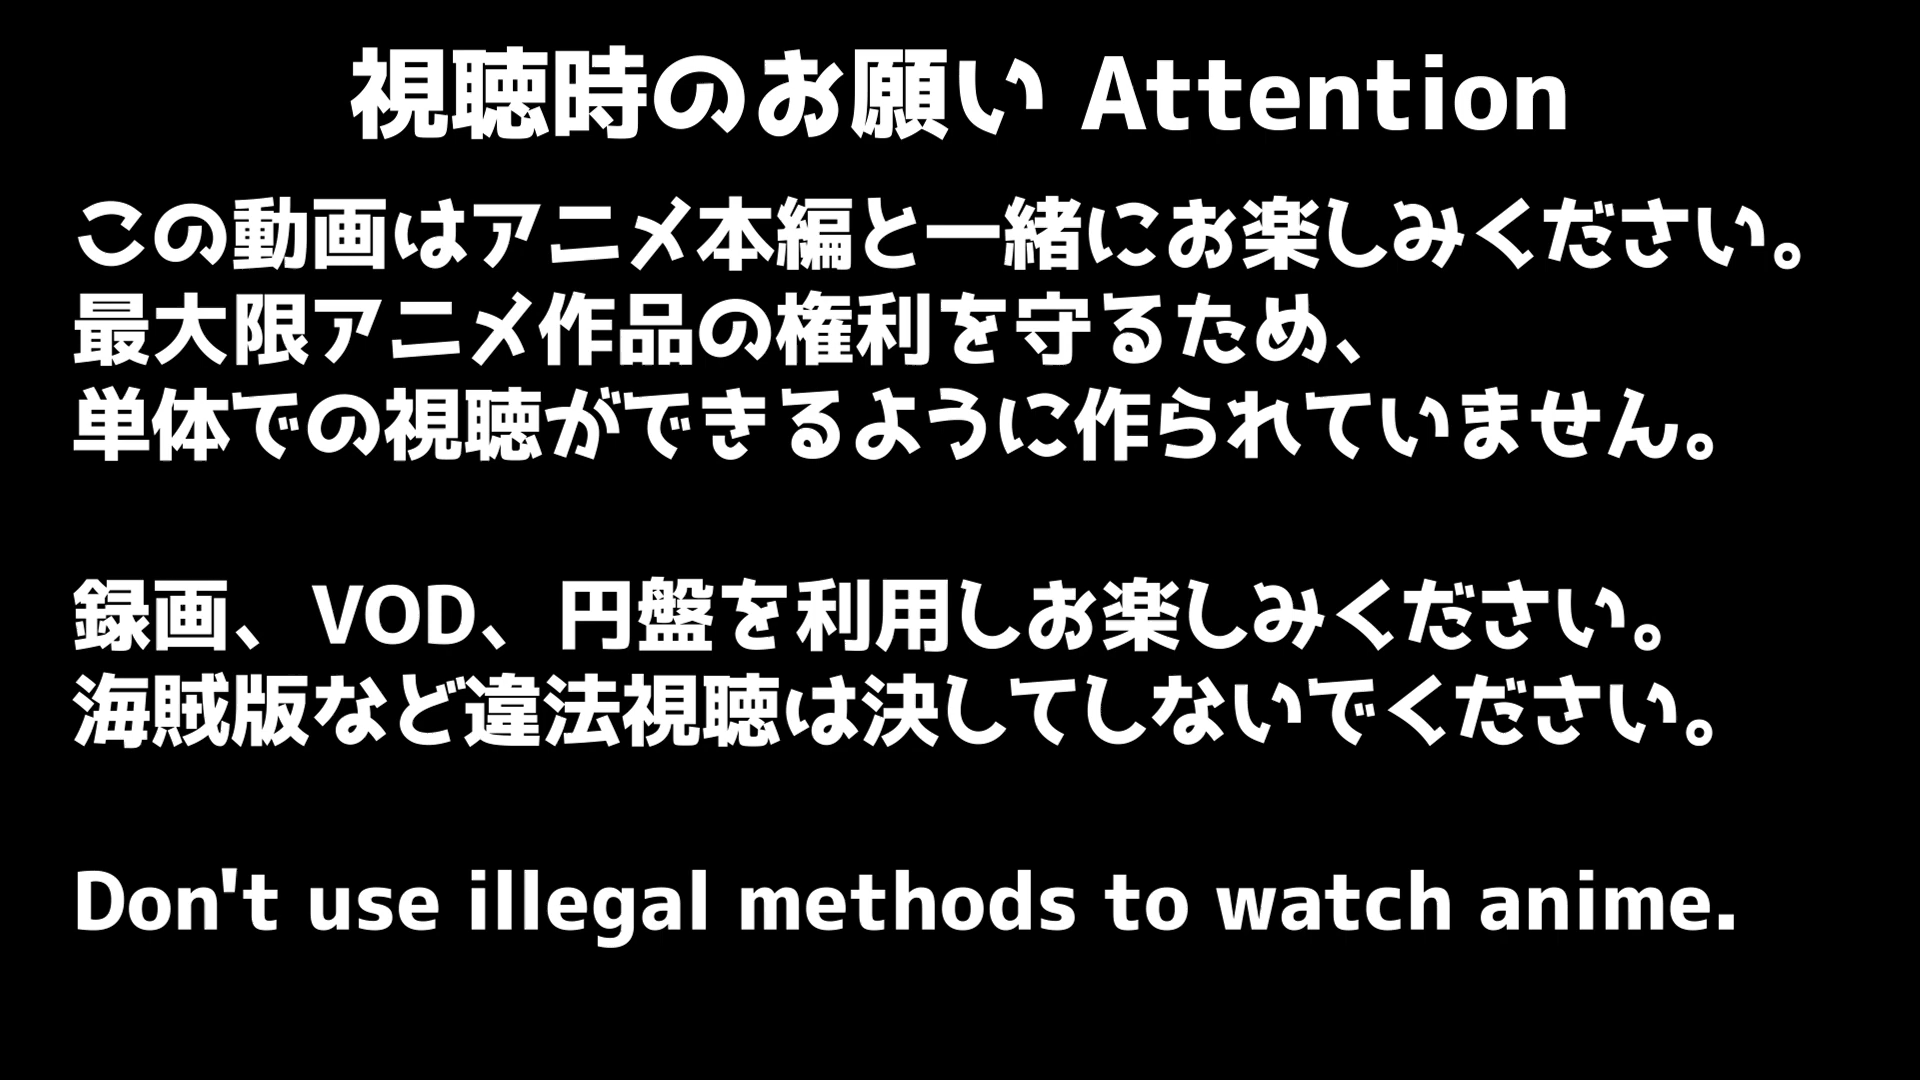 視聴時のお願い Attention
この動画はアニメ本編と一緒にお楽しみください。
最大限アニメ作品の権利を守るため、
単体での視聴ができるように作られていません。
録画、VOD、円盤を利用しお楽しみください。
海賊版など違法視聴は決してしないでください。
Don't use illegal methods to watch anime.